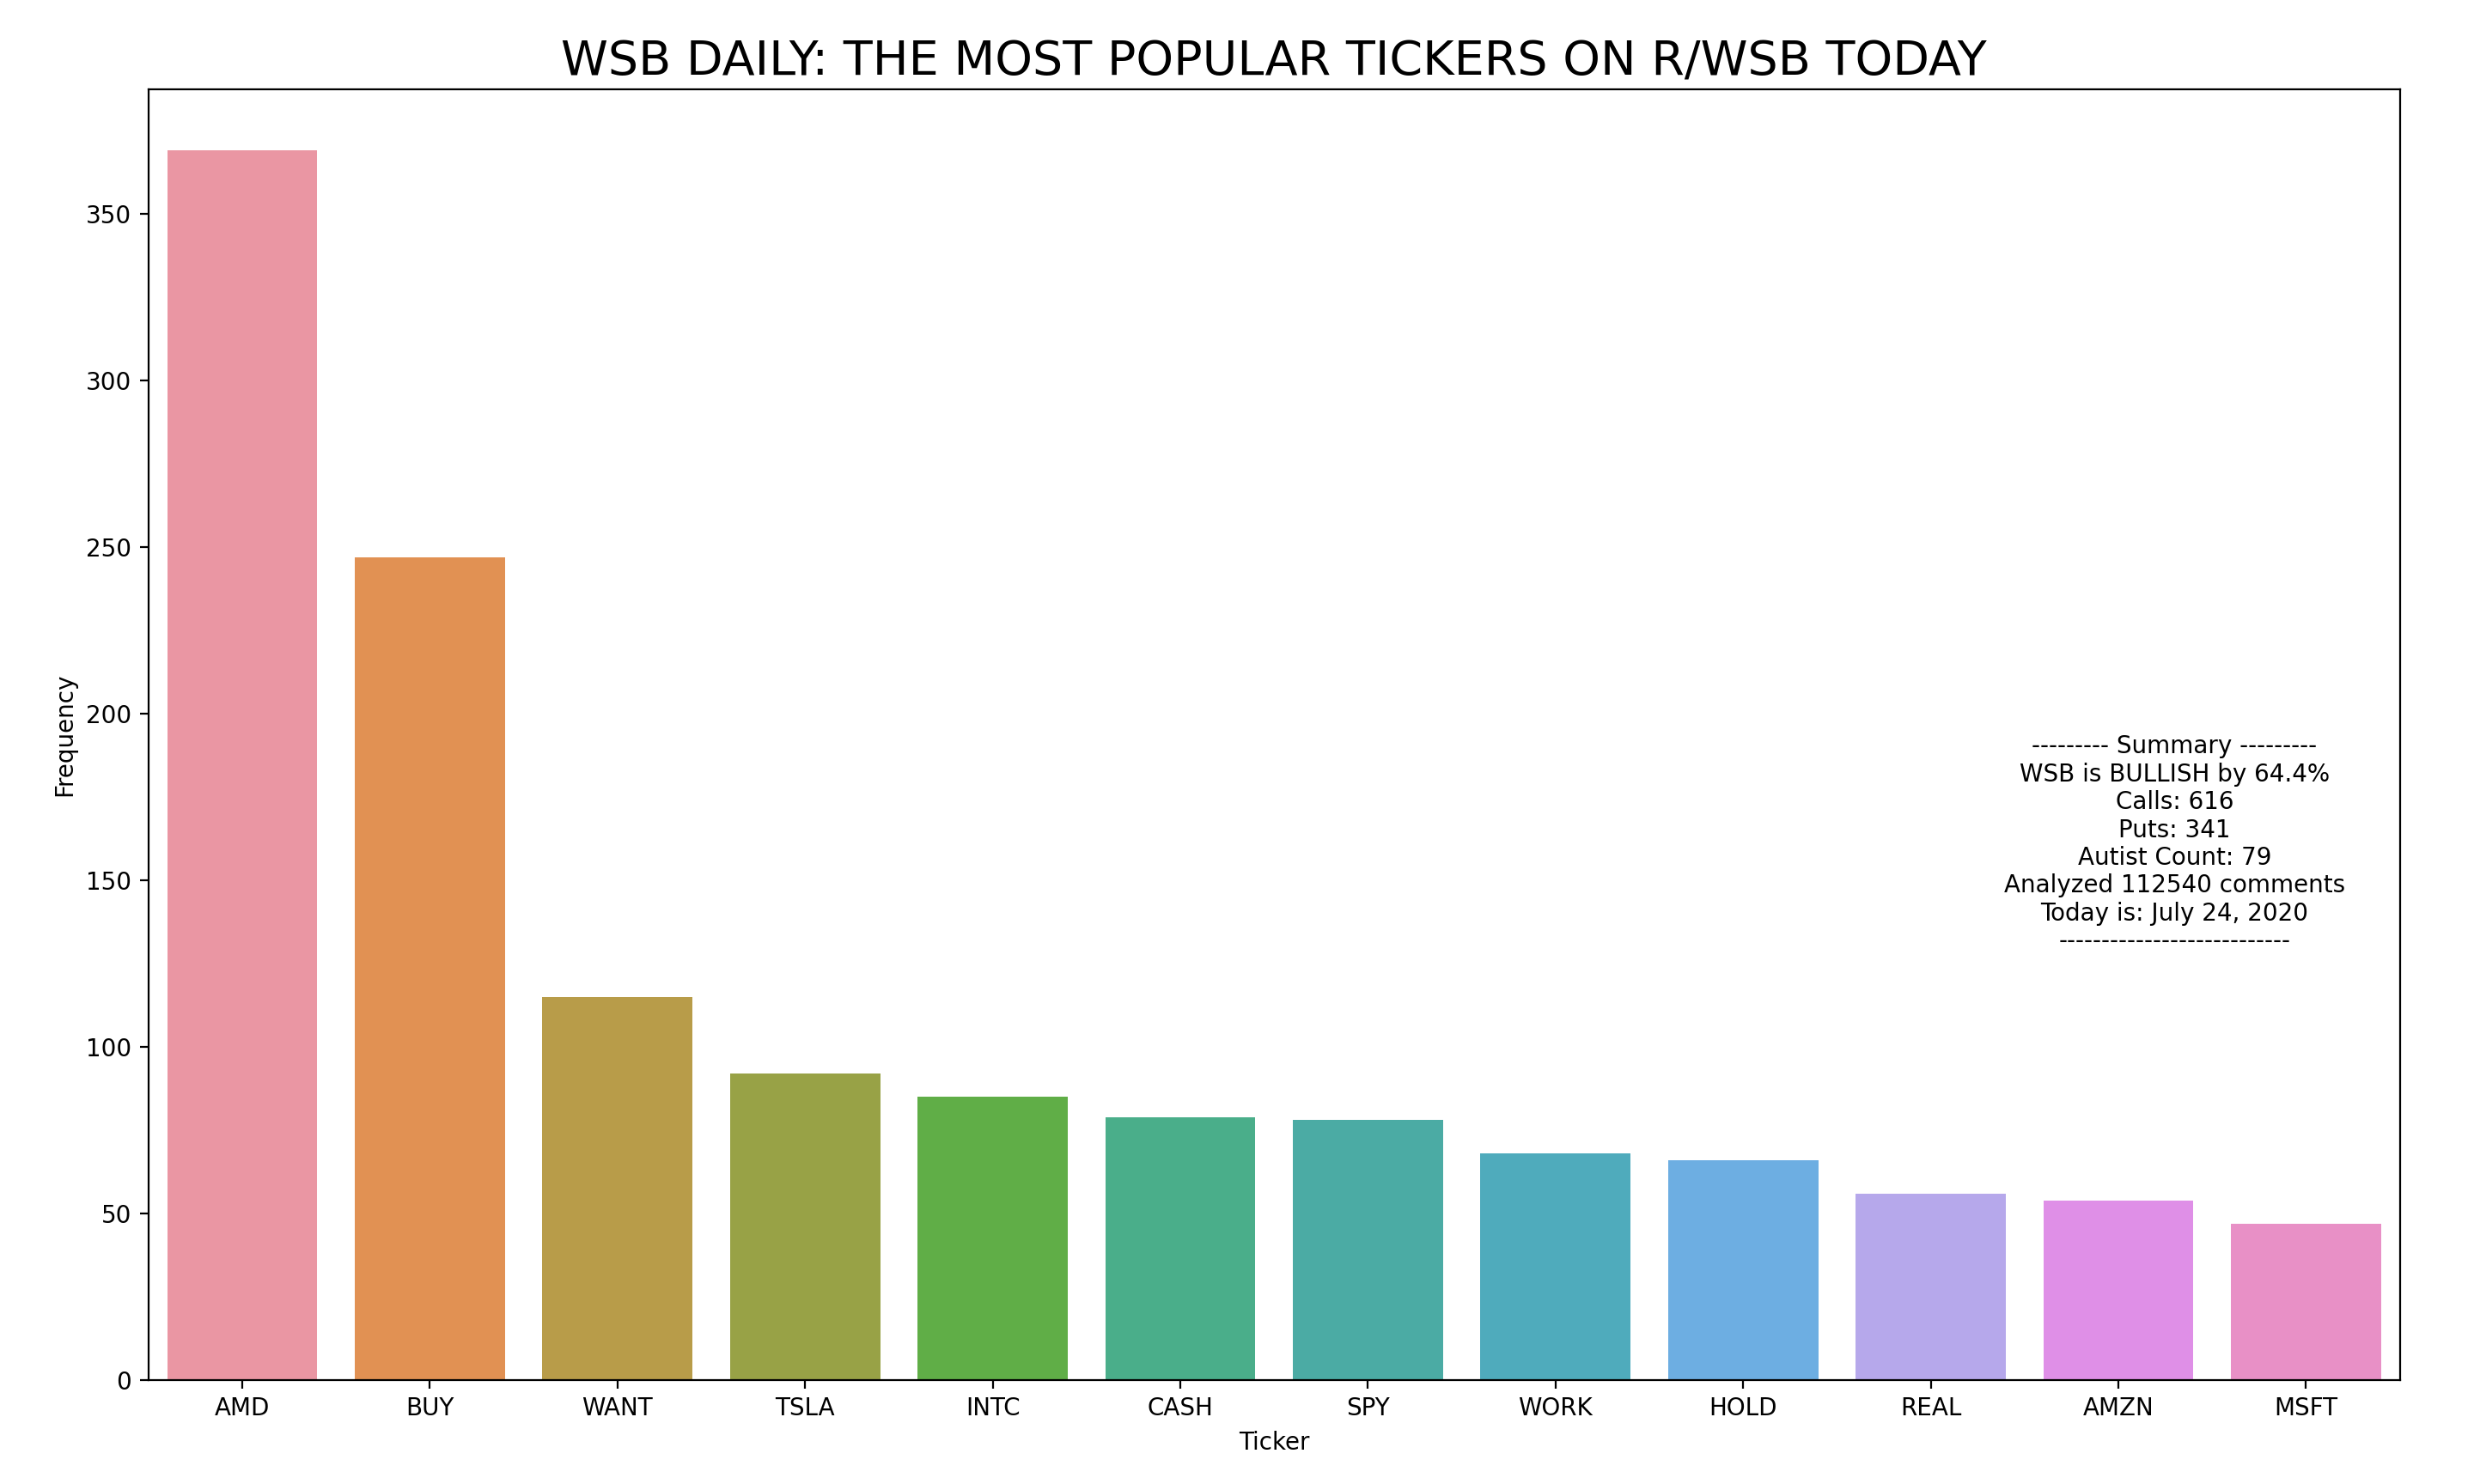 WSB DAILY: THE MOST POPULAR TICKERS ON R/WSB TODAY
350
300
250
200
150
100
50
0
Frequency
--------- Summary ---------
WSB is BULLISH by 64.4%
Calls: 616
Puts: 341
Autist Count: 79
Analyzed 112540 comments
Today is: July 24, 2020
---------------------------
AMD BUY WANT TSLA INTC CASH SPY WORK HOLD REAL AMZN MSFT
Ticker